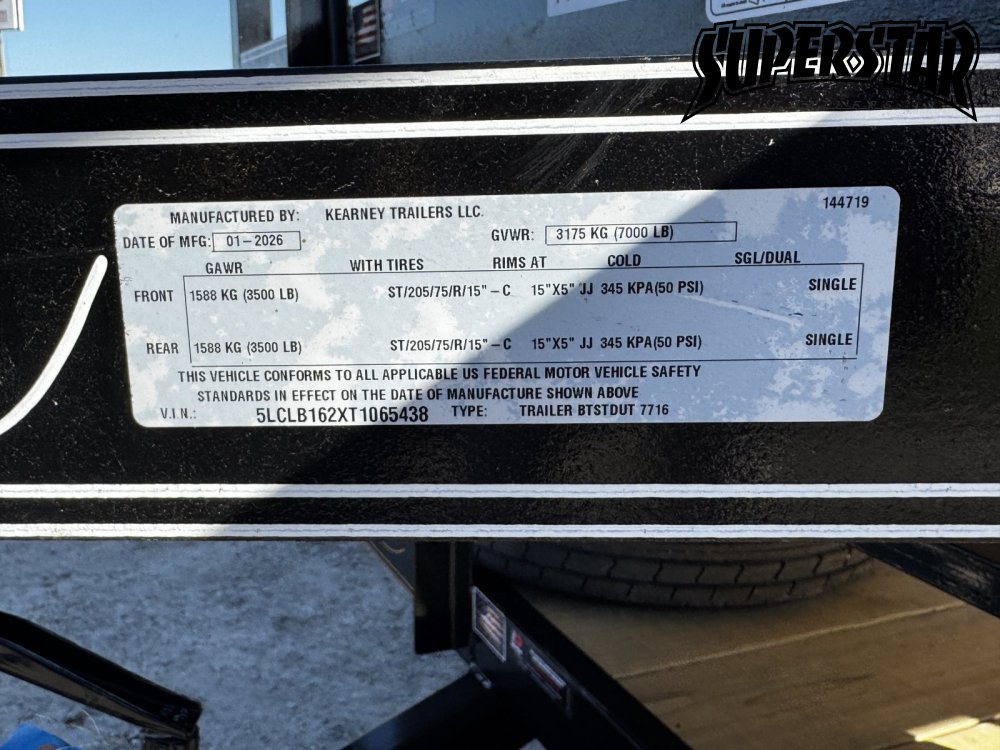 SUPERSTAR
144719
MANUFACTURED BY: KEARNEY TRAILERS LLC.
DATE OF MFG: 01-2026 GVWR: 3175 KG (7000 LB)
GAWR WITH TIRES RIMS AT COLD SGL/DUAL
FRONT 1588 KG (3500 LB) ST/205/75/R/15" – C 15"X5" JJ 345 KPA(50 PSI) SINGLE
REAR 1588 KG (3500 LB) ST/205/75/R/15" – C 15"X5" JJ 345 KPA(50 PSI) SINGLE
THIS VEHICLE CONFORMS TO ALL APPLICABLE US FEDERAL MOTOR VEHICLE SAFETY
STANDARDS IN EFFECT ON THE DATE OF MANUFACTURE SHOWN ABOVE
V.I.N.: 5LCLB162XT1065438 TYPE: TRAILER BTSTDUT 7716